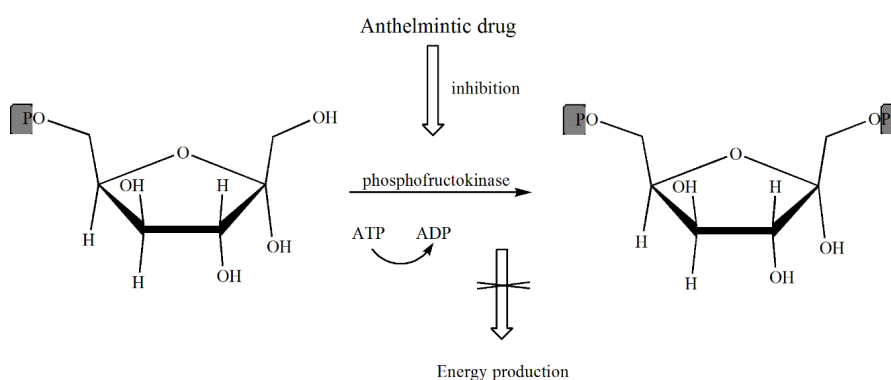 Anthelmintic drug
inhibition
PO
OH
O
OH
H
H
OH
OH
H
phosphofructokinase
ATP
ADP
PO
OP
O
OH
H
H
OH
OH
H
Energy production